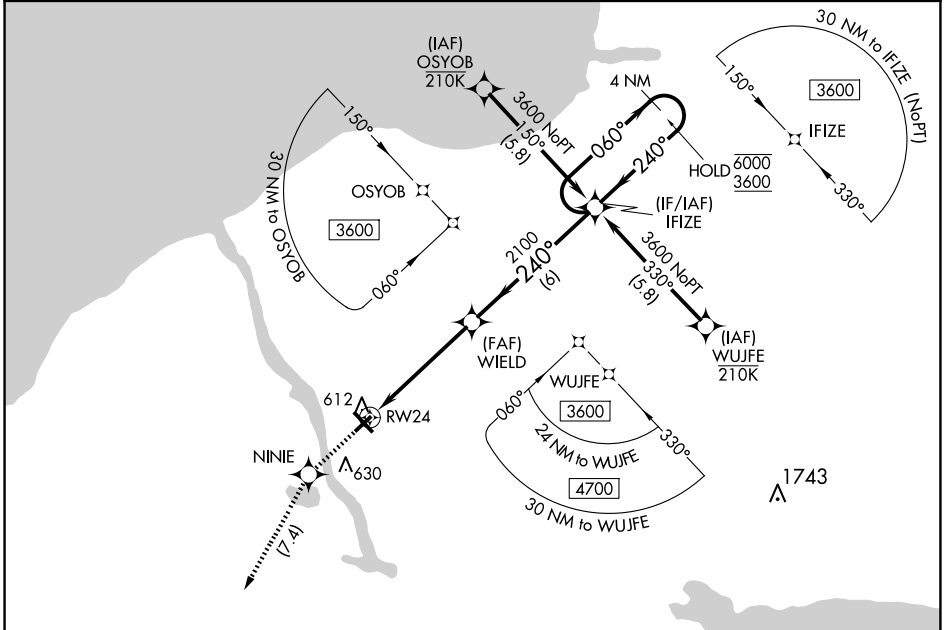 (IAF)
OSYOB
210K
3600 NoPT
150°
(5.8)
4 NM
060°
240°
HOLD
6000
3600
(IF/IAF)
IFIZE
30 NM to IFIZE (NoPT)
150°
3600
IFIZE
330°
150°
OSYOB
30 NM to OSYOB
3600
060°
2100
240°
(6)
3600 NoPT
330°
(5.8)
(IAF)
WUJFE
210K
(FAF)
WIELD
WUJFE
060°
3600
330°
24 NM to WUJFE
4700
30 NM to WUJFE
612
RW24
NINIE
630
1743
(7.4)